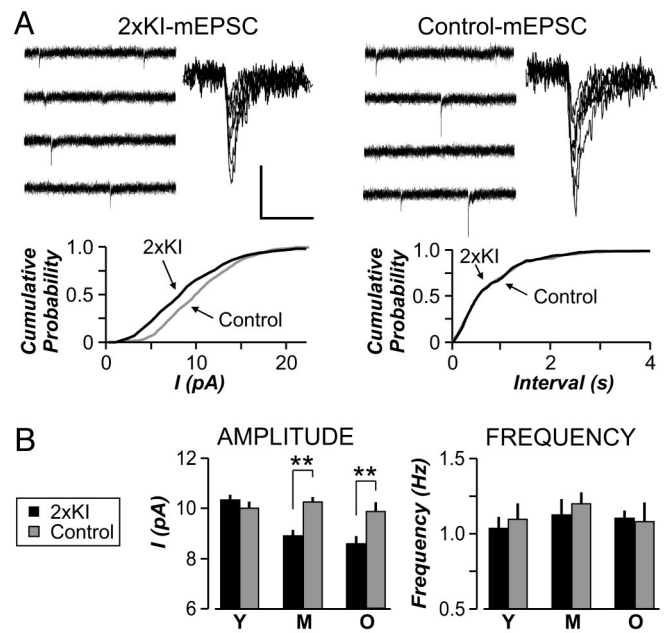 A
2xKI-mEPSC
Control-mEPSC
Cumulative
Probability
1.0
0.5
0
2xKI
Control
0
10
20
I (pA)
Cumulative
Probability
1.0
0.5
0
2xKI
Control
0
2
4
Interval (s)
B
AMPLITUDE
FREQUENCY
2xKI
Control
I
(pA)
12
10
8
6
**
**
Y
M
O
Frequency (Hz)
1.5
1.0
0.5
Y
M
O